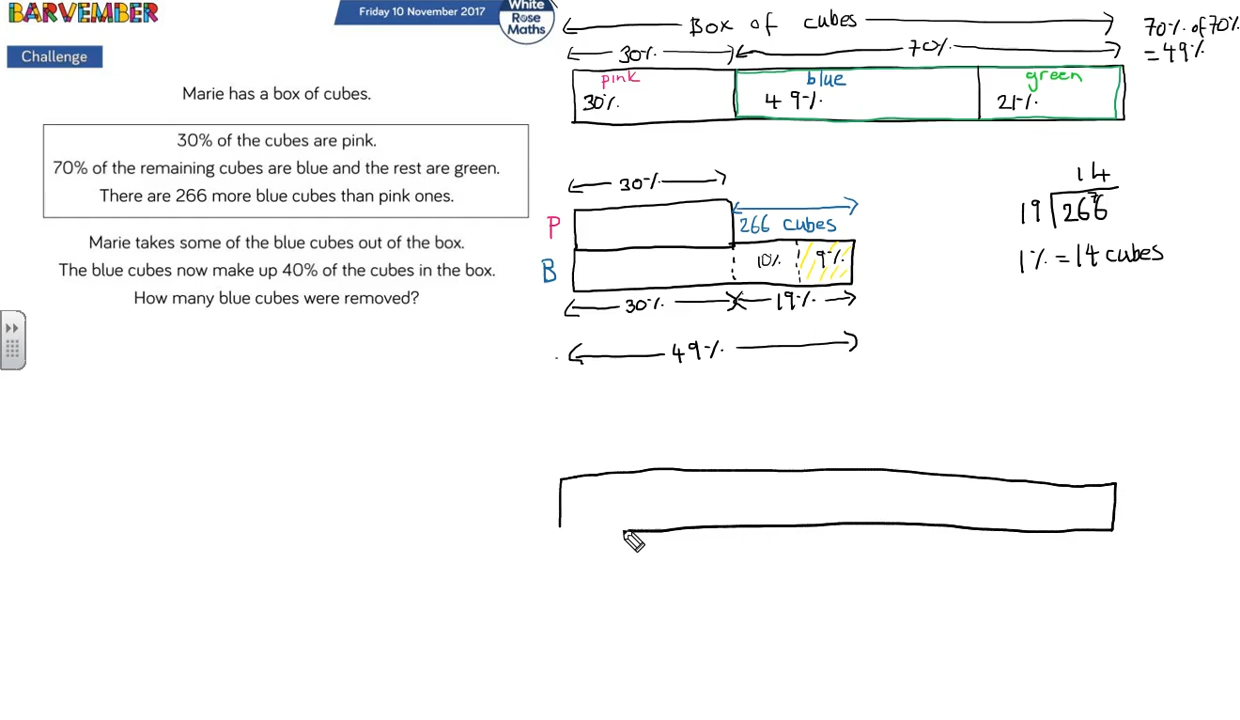 BARVEMBER
Friday 10 November 2017
White
Rose
Maths
Challenge
Marie has a box of cubes.
30% of the cubes are pink.
70% of the remaining cubes are blue and the rest are green.
There are 266 more blue cubes than pink ones.
Marie takes some of the blue cubes out of the box.
The blue cubes now make up 40% of the cubes in the box.
How many blue cubes were removed?
Box of cubes
70% of 70%
= 49%
30% 70%
pink blue green
30% 49% 21%
30%
P 266 cubes
B 10% 9%
30% 19%
49%
14
19 266
1% = 14 cubes